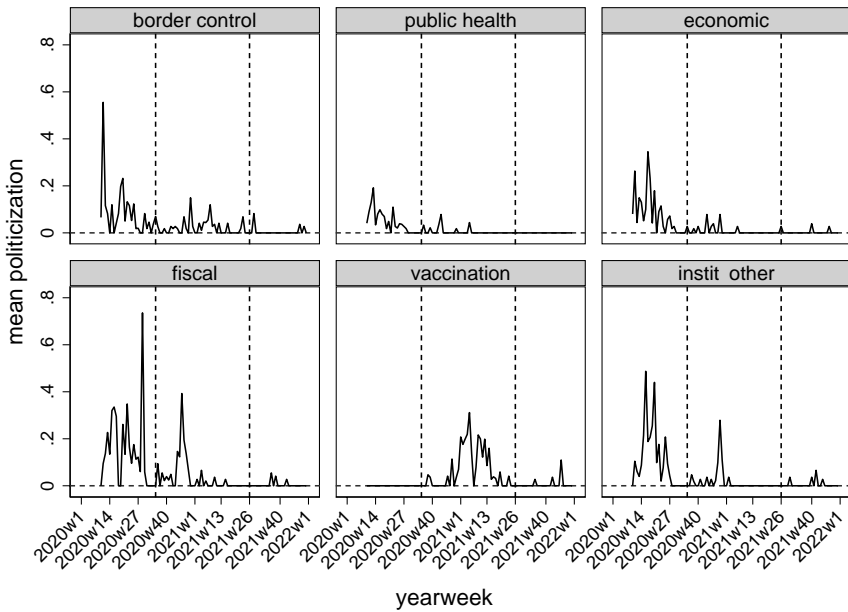 border control
public health
economic
.8
.6
.4
.2
0
fiscal
vaccination
instit other
.8
.6
.4
.2
0
mean politicization
2020w1
2020w14
2020w27
2020w40
2021w1
2021w13
2021w26
2021w40
2022w1
2020w1
2020w14
2020w27
2020w40
2021w1
2021w13
2021w26
2021w40
2022w1
2020w1
2020w14
2020w27
2020w40
2021w1
2021w13
2021w26
2021w40
2022w1
yearweek